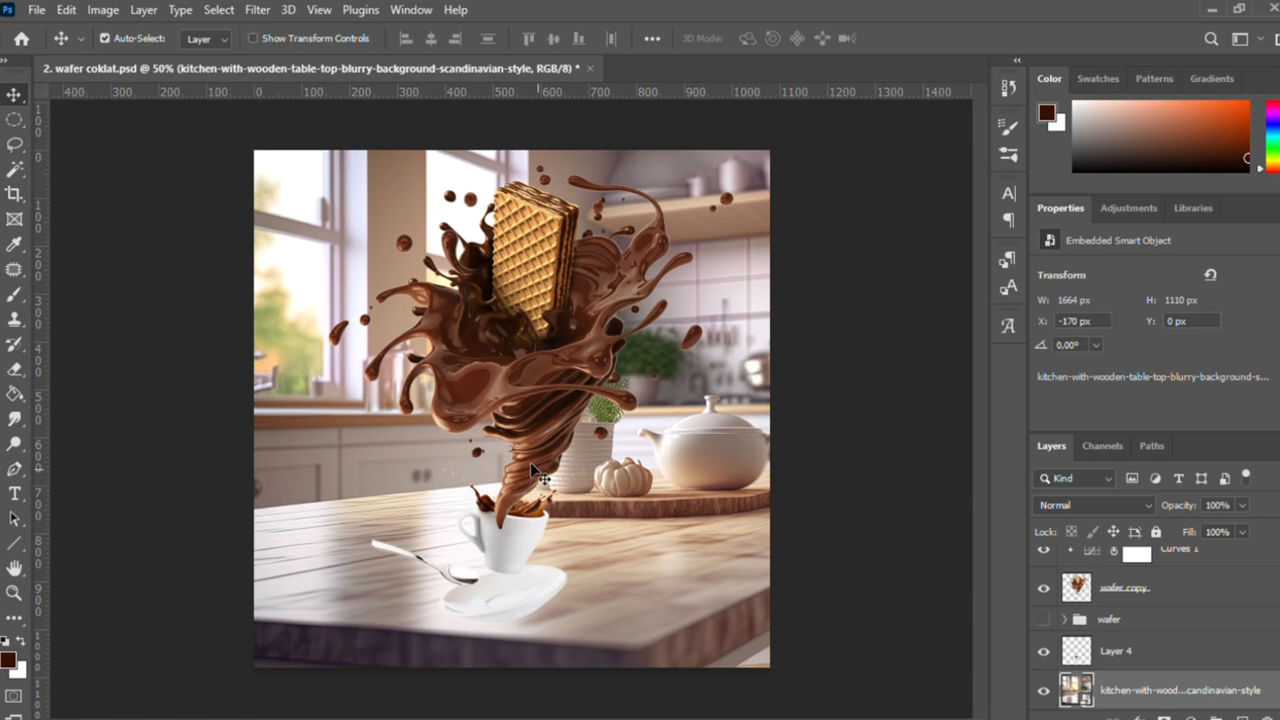 Ps File Edit Image Layer Type Select Filter 3D View Plugins Window Help
Auto-Select: Layer Show Transform Controls 3D Mode:
2. wafer coklat.psd @ 50% (kitchen-with-wooden-table-top-blurry-background-scandinavian-style, RGB/8) *
400 300 200 100 0 100 200 300 400 500 600 700 800 900 1000 1100 1200 1300 1400
Color Swatches Patterns Gradients
Properties Adjustments Libraries
Embedded Smart Object
Transform
W: 1664 px H: 1110 px
X: -170 px Y: 0 px
0,00°
kitchen-with-wooden-table-top-blurry-background-s...
Layers Channels Paths
Kind
Normal Opacity: 100%
Lock: Fill: 100%
Curves 1
wafer copy
wafer
Layer 4
kitchen-with-wood...candinavian-style